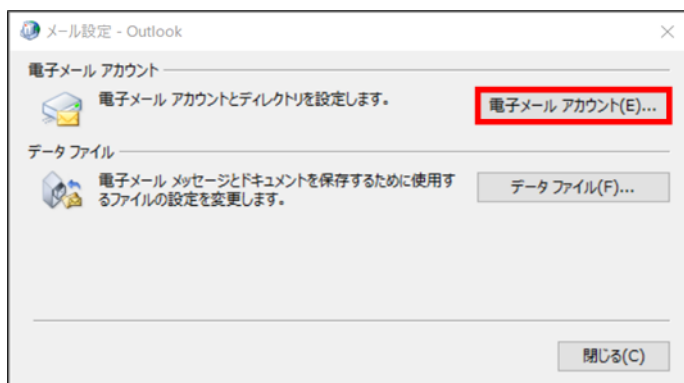 メール設定 - Outlook
電子メール アカウント
電子メール アカウントとディレクトリを設定します。
電子メール アカウント(E)...
データ ファイル
電子メール メッセージとドキュメントを保存するために使用す
るファイルの設定を変更します。
データ ファイル(F)...
閉じる(C)